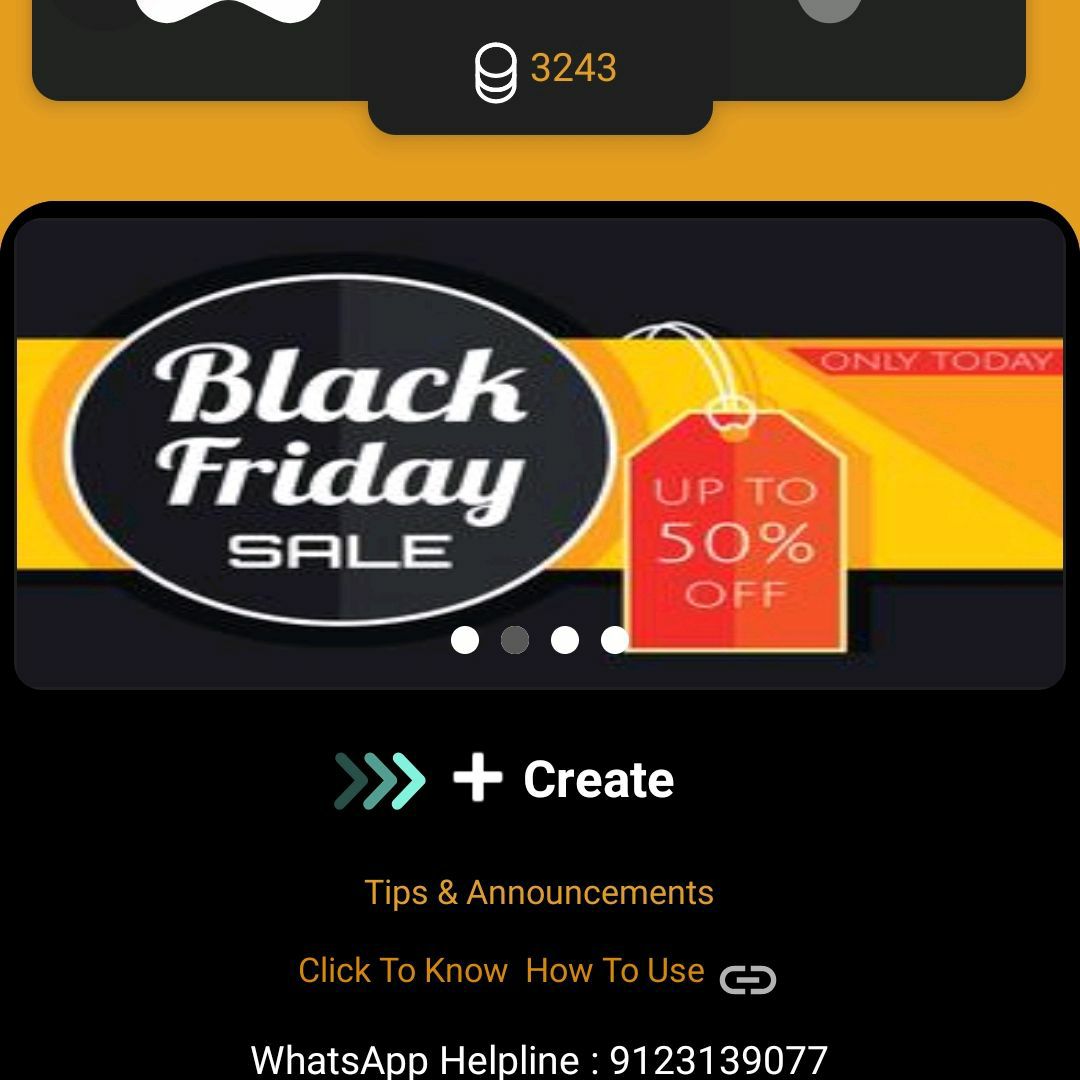 3243
Black
Friday
SALE
ONLY TODAY
UP TO
50%
OFF
Create
Tips & Announcements
Click To Know How To Use
WhatsApp Helpline : 9123139077